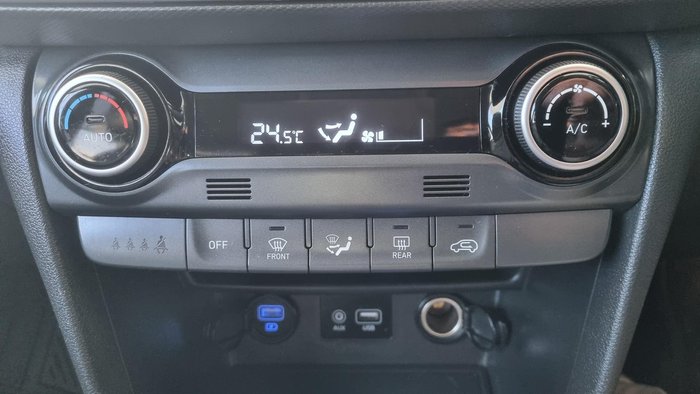 AUTO
24.5°C
- A/C +
OFF
FRONT
REAR
AUX
USB